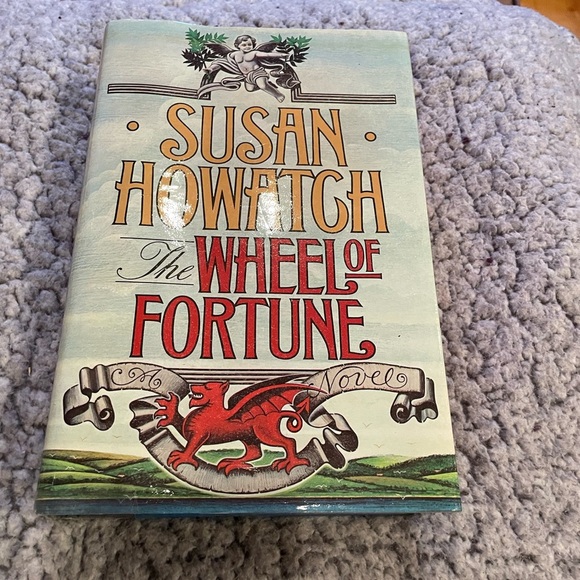 SUSAN
HOWATCH
The WHEEL OF
FORTUNE
A Novel